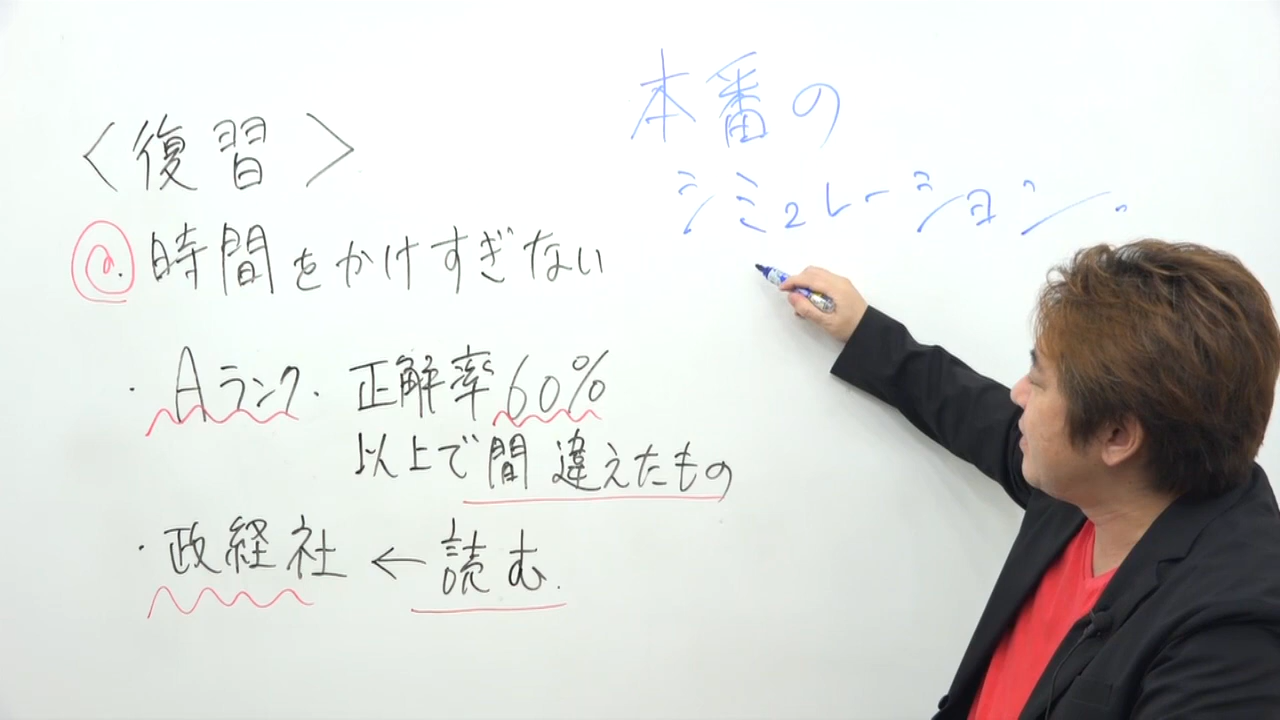 〈復習〉
@. 時間をかけすぎない
・Aランク・正解率60%
以上で間違えたもの
・政経社←読む.
本番の
シミュレーション.